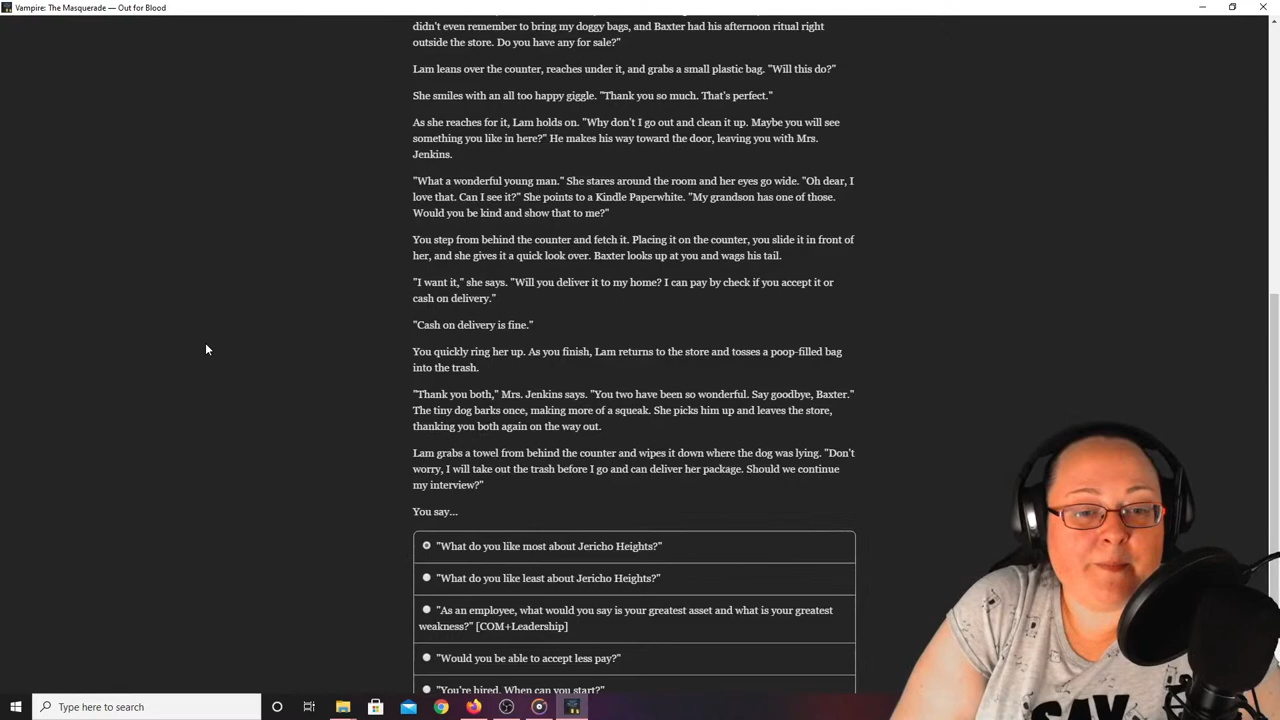 Vampire: The Masquerade — Out for Blood
didn't even remember to bring my doggy bags, and Baxter had his afternoon ritual right
outside the store. Do you have any for sale?"
Lam leans over the counter, reaches under it, and grabs a small plastic bag. "Will this do?"
She smiles with an all too happy giggle. "Thank you so much. That's perfect."
As she reaches for it, Lam holds on. "Why don't I go out and clean it up. Maybe you will see
something you like in here?" He makes his way toward the door, leaving you with Mrs.
Jenkins.
"What a wonderful young man." She stares around the room and her eyes go wide. "Oh dear, I
love that. Can I see it?" She points to a Kindle Paperwhite. "My grandson has one of those.
Would you be kind and show that to me?"
You step from behind the counter and fetch it. Placing it on the counter, you slide it in front of
her, and she gives it a quick look over. Baxter looks up at you and wags his tail.
"I want it," she says. "Will you deliver it to my home? I can pay by check if you accept it or
cash on delivery."
"Cash on delivery is fine."
You quickly ring her up. As you finish, Lam returns to the store and tosses a poop-filled bag
into the trash.
"Thank you both," Mrs. Jenkins says. "You two have been so wonderful. Say goodbye, Baxter."
The tiny dog barks once, making more of a squeak. She picks him up and leaves the store,
thanking you both again on the way out.
Lam grabs a towel from behind the counter and wipes it down where the dog was lying. "Don't
worry, I will take out the trash before I go and can deliver her package. Should we continue
my interview?"
You say...
"What do you like most about Jericho Heights?"
"What do you like least about Jericho Heights?"
"As an employee, what would you say is your greatest asset and what is your greatest
weakness?" [COM+Leadership]
"Would you be able to accept less pay?"
"You're hired. When can you start?"
Type here to search
SAY